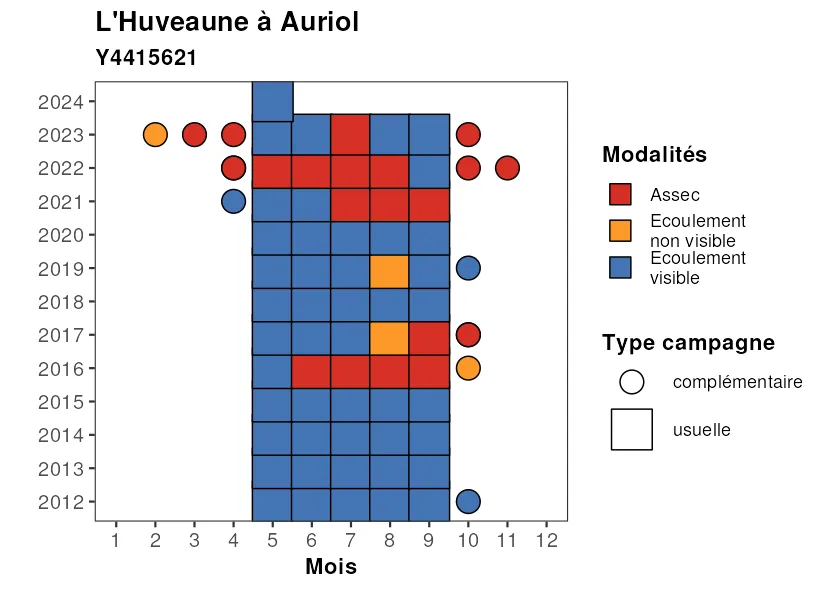 L'Huveaune à Auriol
Y4415621
2024
2023
2022
2021
2020
2019
2018
2017
2016
2015
2014
2013
2012
1 2 3 4 5 6 7 8 9 10 11 12
Mois
Modalités
Assec
Ecoulement
non visible
Ecoulement
visible
Type campagne
complémentaire
usuelle